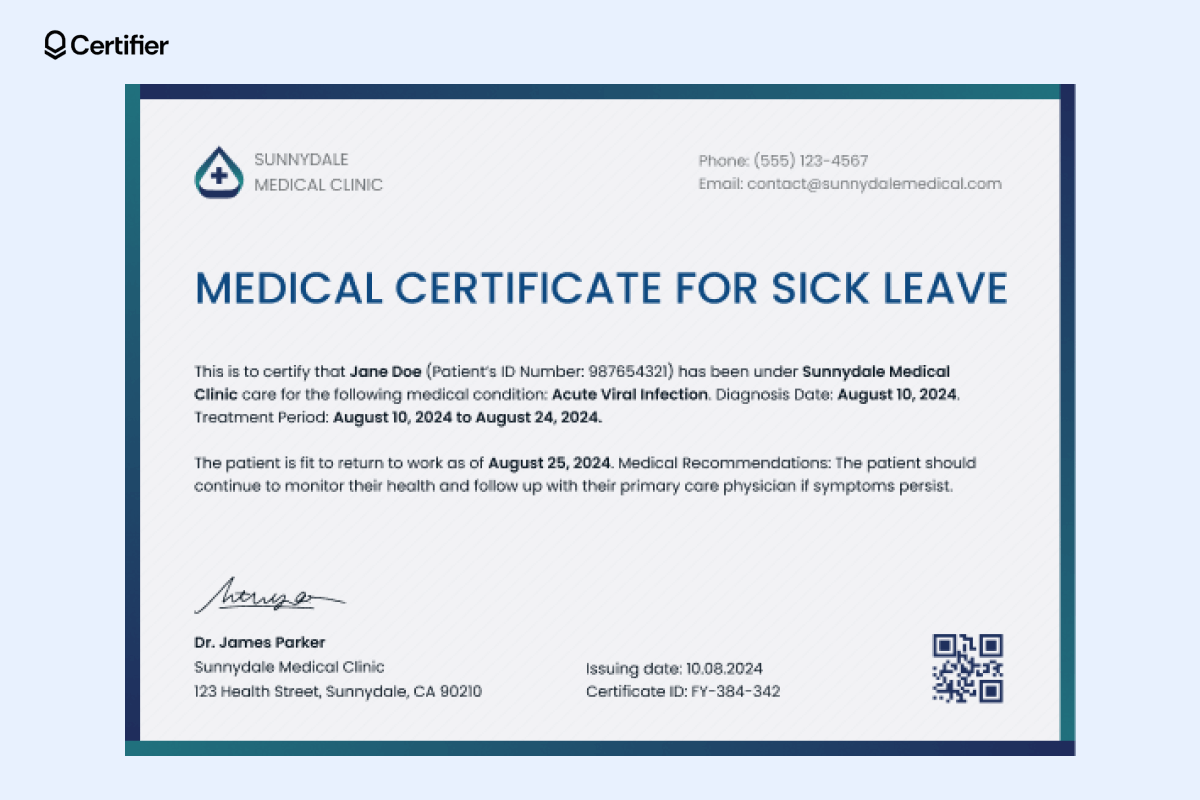 Certifier
SUNNYDALE
MEDICAL CLINIC
Phone: (555) 123-4567
Email: contact@sunnydalemedical.com
MEDICAL CERTIFICATE FOR SICK LEAVE
This is to certify that Jane Doe (Patient's ID Number: 987654321) has been under Sunnydale Medical
Clinic care for the following medical condition: Acute Viral Infection. Diagnosis Date: August 10, 2024.
Treatment Period: August 10, 2024 to August 24, 2024.
The patient is fit to return to work as of August 25, 2024. Medical Recommendations: The patient should
continue to monitor their health and follow up with their primary care physician if symptoms persist.
Dr. James Parker
Sunnydale Medical Clinic
123 Health Street, Sunnydale, CA 90210
Issuing date: 10.08.2024
Certificate ID: FY-384-342